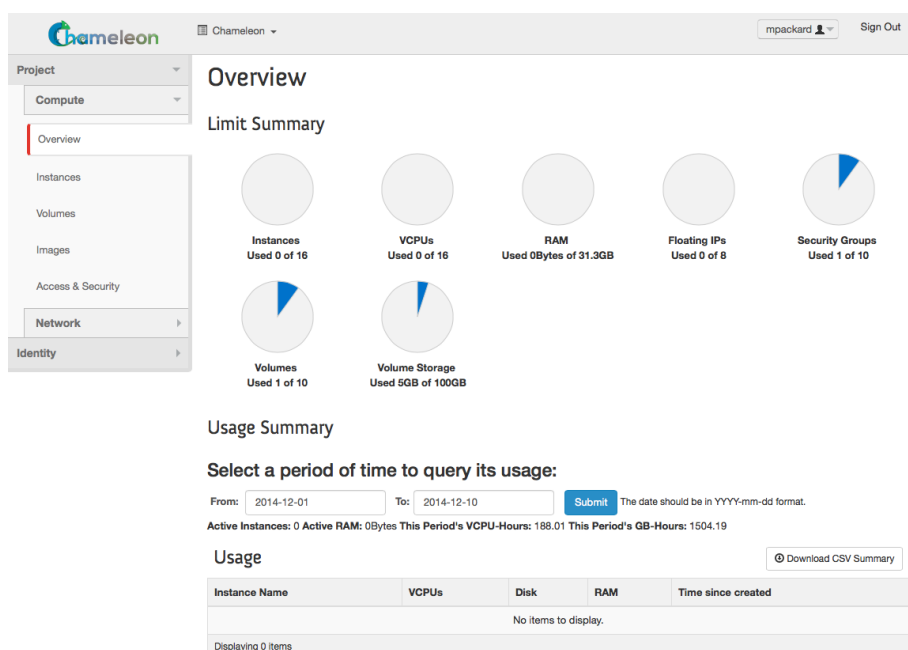 Chameleon
Chameleon
mpackard
Sign Out
Project
Compute
Overview
Instances
Volumes
Images
Access & Security
Network
Identity
Overview
Limit Summary
Instances
Used 0 of 16
VCPUs
Used 0 of 16
RAM
Used 0Bytes of 31.3GB
Floating IPs
Used 0 of 8
Security Groups
Used 1 of 10
Volumes
Used 1 of 10
Volume Storage
Used 5GB of 100GB
Usage Summary
Select a period of time to query its usage:
From: 2014-12-01 To: 2014-12-10 Submit The date should be in YYYY-mm-dd format.
Active Instances: 0 Active RAM: 0Bytes This Period's VCPU-Hours: 188.01 This Period's GB-Hours: 1504.19
Usage
Download CSV Summary
Instance Name VCPUs Disk RAM Time since created
No items to display.
Displaying 0 items